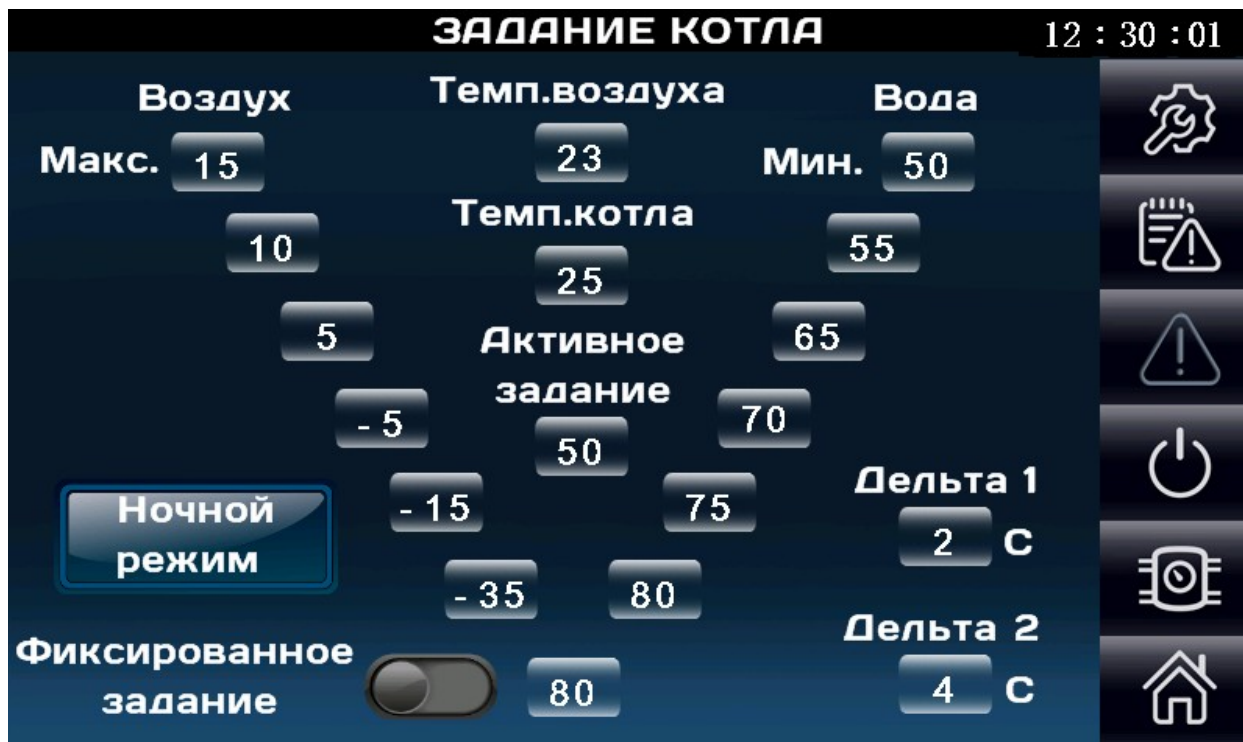 ЗАДАНИЕ КОТЛА
12 : 30 : 01
Воздух
Темп.воздуха
Вода
Макс. 15
23
Мин. 50
Темп.котла
10
55
25
5
Активное
задание
65
- 5
50
70
- 15
75
Дельта 1
2 С
Ночной
режим
- 35
80
Дельта 2
4 С
Фиксированное
задание
80